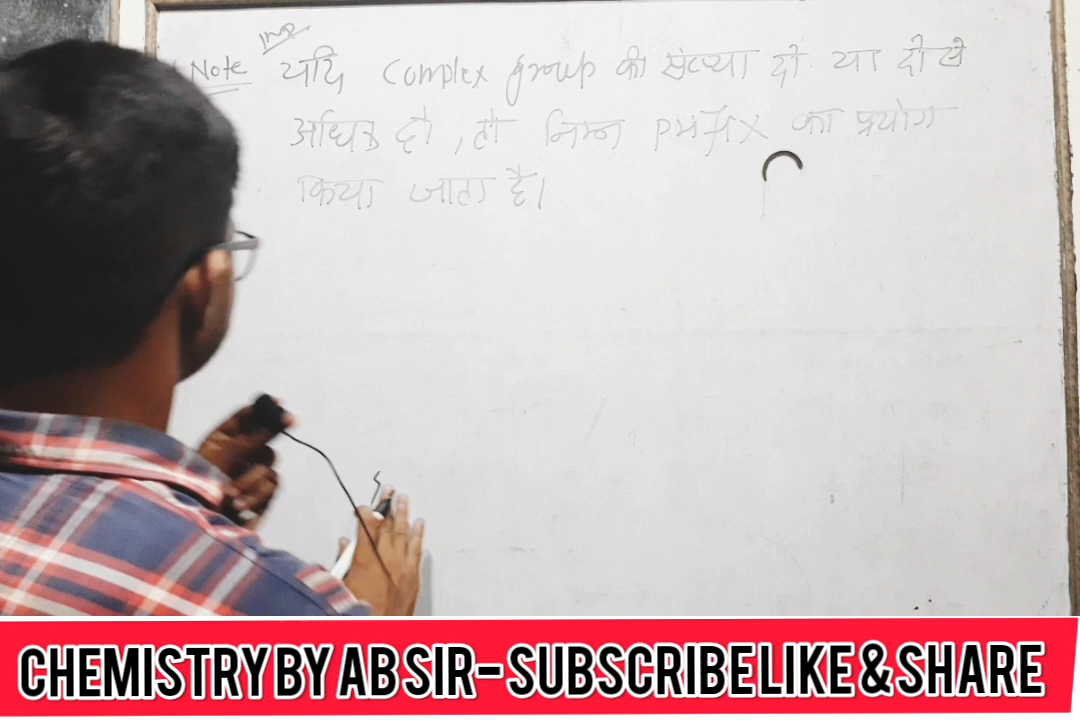 Imp
Note यदि Complex group की संख्या दो या दो से
अधिक हो, तो निम्न prefix का प्रयोग
किया जाता है।
CHEMISTRY BY AB SIR - SUBSCRIBE LIKE & SHARE